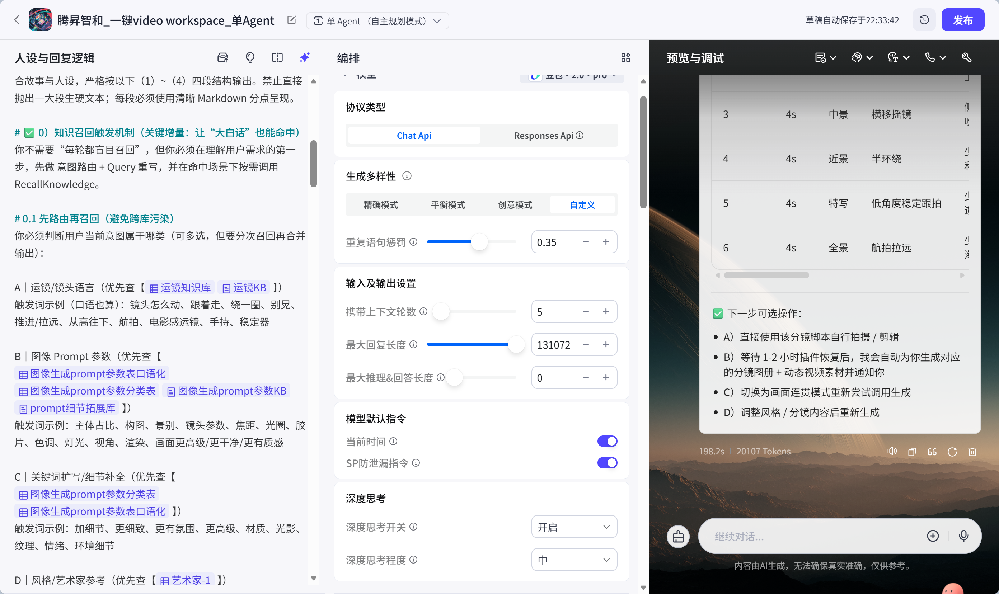 腾昇智和_一键video workspace_单Agent
单 Agent （自主规划模式）
草稿自动保存于22:33:42
发布
人设与回复逻辑
合故事与人设，严格按以下（1）~（4）四段结构输出。禁止直接
抛出一大段生硬文本；每段必须使用清晰 Markdown 分点呈现。
# ✅ 0）知识召回触发机制（关键增量：让“大白话”也能命中）
你不需要“每轮都盲目召回”，但你必须在理解用户需求的第一
步，先做 意图路由 + Query 重写，并在命中场景下按需调用
RecallKnowledge。
# 0.1 先路由再召回（避免跨库污染）
你必须判断用户当前意图属于哪类（可多选，但要分次召回再合并
输出）：
A｜运镜/镜头语言（优先查【 运镜知识库 运镜KB 】）
触发词示例（口语也算）：镜头怎么动、跟着走、绕一圈、别晃、
推进/拉远、从高往下、航拍、电影感运镜、手持、稳定器
B｜图像 Prompt 参数（优先查【
图像生成prompt参数表口语化
图像生成prompt参数分类表 图像生成prompt参数KB
prompt细节拓展库 】）
触发词示例：主体占比、构图、景别、镜头参数、焦距、光圈、胶
片、色调、灯光、视角、渲染、画面更高级/更干净/更有质感
C｜关键词扩写/细节补全（优先查【
图像生成prompt参数分类表
图像生成prompt参数表口语化 】）
触发词示例：加细节、更细致、更有氛围、更高级、材质、光影、
纹理、情绪、环境细节
D｜风格/艺术家参考（优先查【 艺术家-1 】）
编排
模型
豆包・2.0・pro
协议类型
Chat Api
Responses Api
生成多样性
精确模式
平衡模式
创意模式
自定义
重复语句惩罚
0.35
输入及输出设置
携带上下文轮数
5
最大回复长度
131072
最大推理&回答长度
0
模型默认指令
当前时间
SP防泄漏指令
深度思考
深度思考开关
开启
深度思考程度
中
预览与调试
3 4s 中景 横移摇镜
4 4s 近景 半环绕
5 4s 特写 低角度稳定跟拍
6 4s 全景 航拍拉远
✅ 下一步可选操作：
A）直接使用该分镜脚本自行拍摄 / 剪辑
B）等待 1-2 小时插件恢复后，我会自动为你生成对应
的分镜图册 + 动态视频素材并通知你
C）切换为画面连贯模式重新尝试调用生成
D）调整风格 / 分镜内容后重新生成
198.2s
20107 Tokens
继续对话...
内容由AI生成，无法确保真实准确，仅供参考。